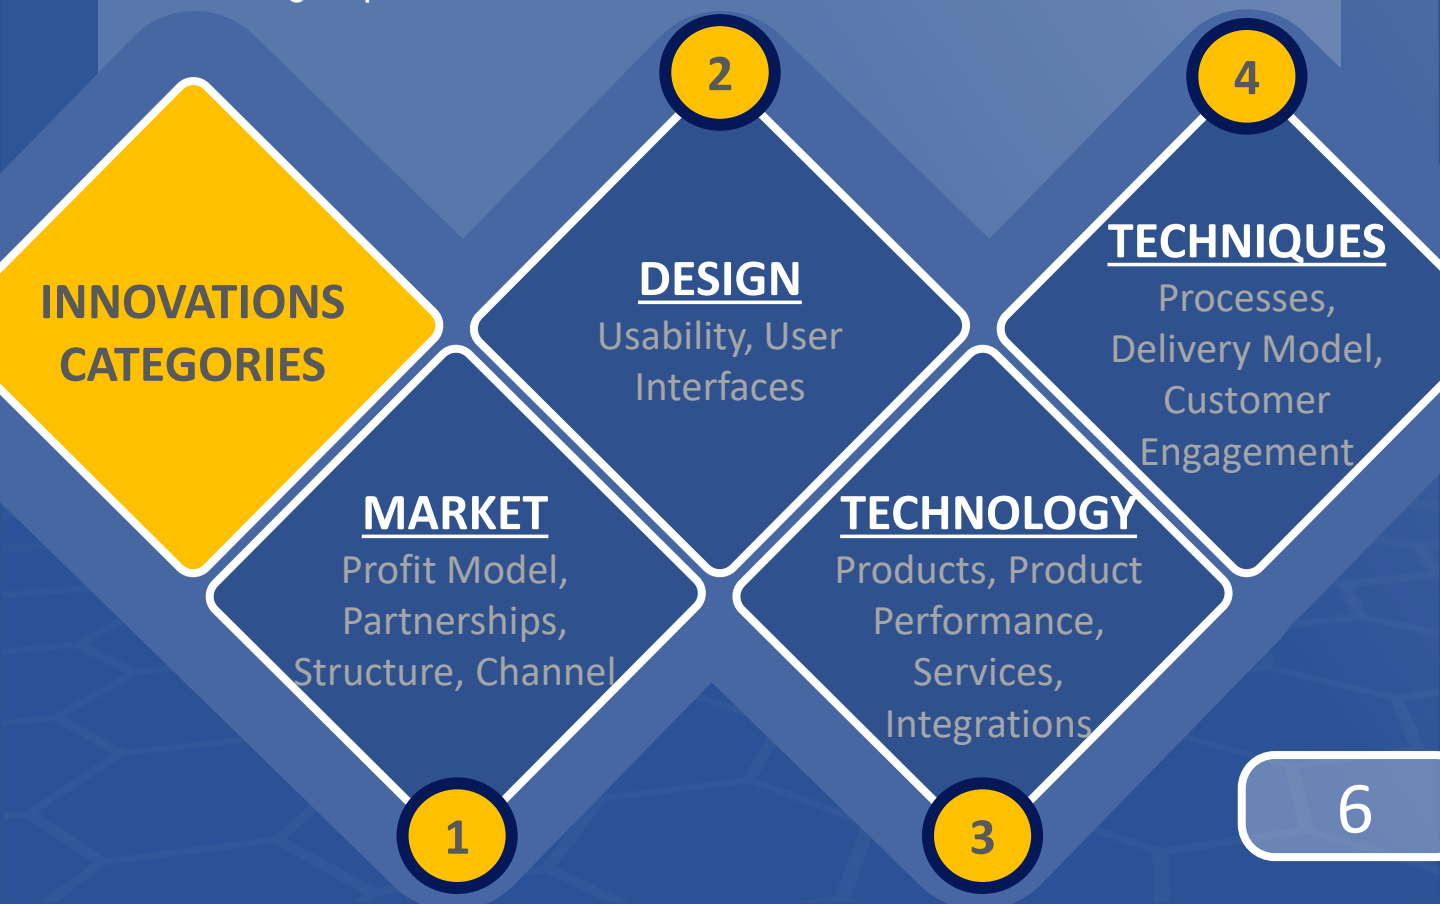 INNOVATIONS
CATEGORIES
1
MARKET
Profit Model,
Partnerships,
Structure, Channel
2
DESIGN
Usability, User
Interfaces
3
TECHNOLOGY
Products, Product
Performance,
Services,
Integrations
4
TECHNIQUES
Processes,
Delivery Model,
Customer
Engagement
6